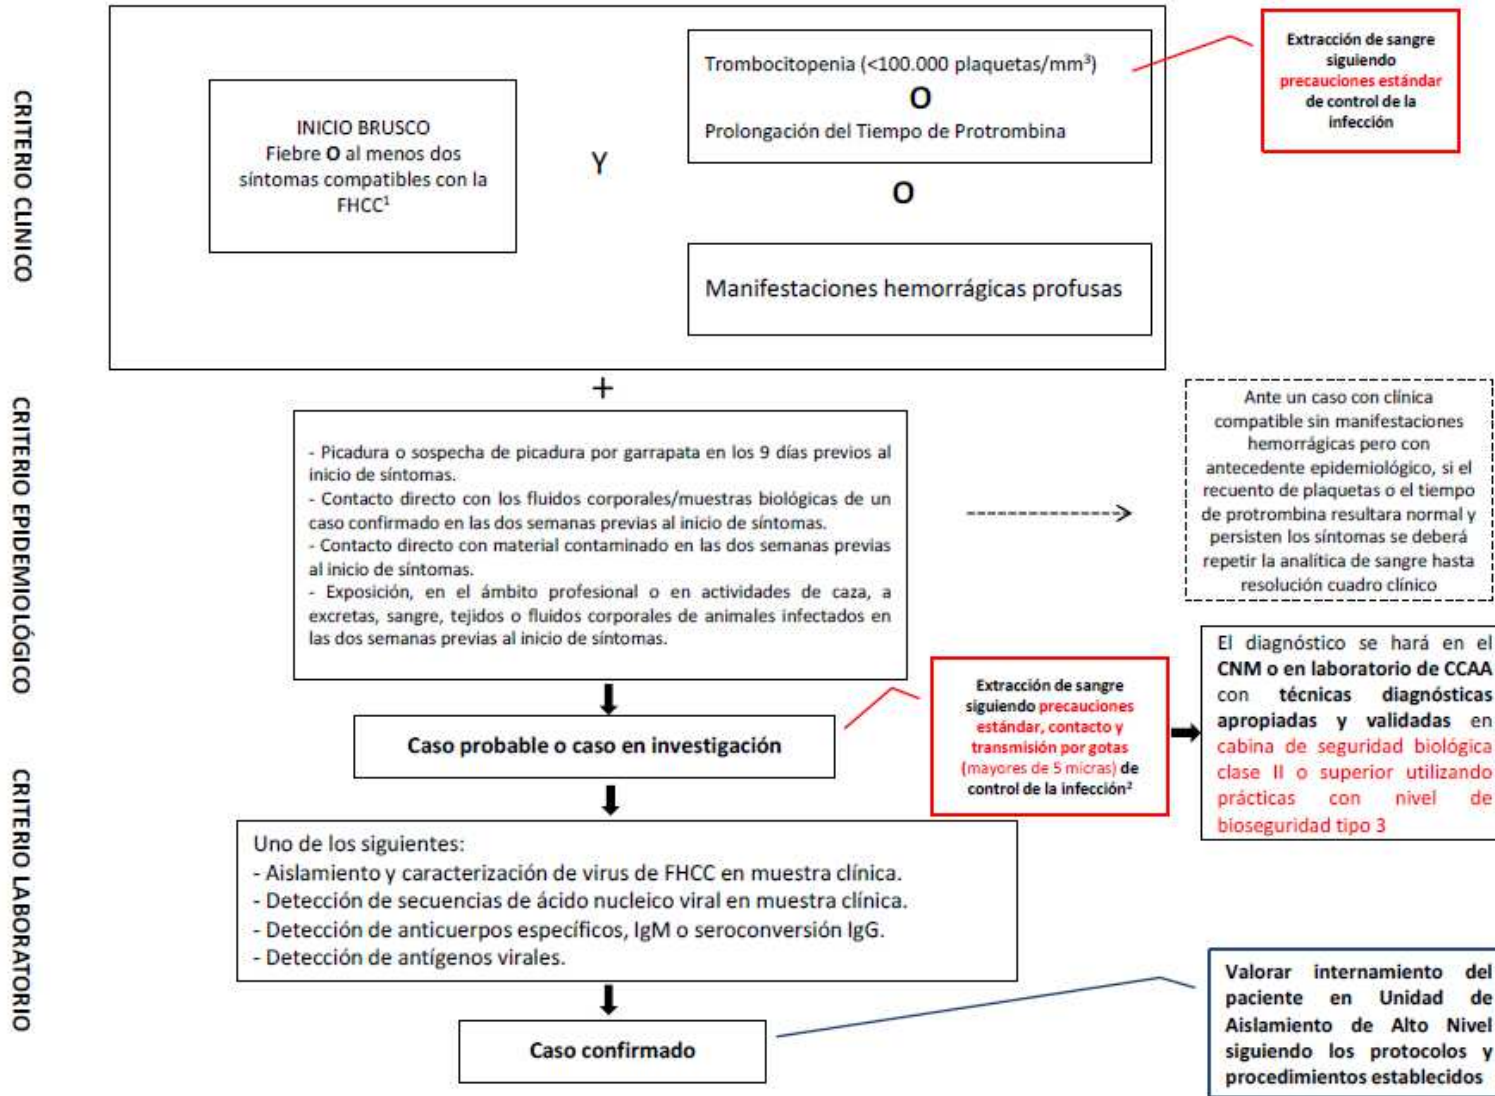 CRITERIO CLINICO
INICIO BRUSCO
Fiebre O al menos dos
síntomas compatibles con la
FHCC¹
Y
Trombocitopenia (<100.000 plaquetas/mm³)
O
Prolongación del Tiempo de Protrombina
O
Manifestaciones hemorrágicas profusas
Extracción de sangre
siguiendo
precauciones estándar
de control de la
infección
+
CRITERIO EPIDEMIOLÓGICO
- Picadura o sospecha de picadura por garrapata en los 9 días previos al
inicio de síntomas.
- Contacto directo con los fluidos corporales/muestras biológicas de un
caso confirmado en las dos semanas previas al inicio de síntomas.
- Contacto directo con material contaminado en las dos semanas previas
al inicio de síntomas.
- Exposición, en el ámbito profesional o en actividades de caza, a
excretas, sangre, tejidos o fluidos corporales de animales infectados en
las dos semanas previas al inicio de síntomas.
Ante un caso con clínica
compatible sin manifestaciones
hemorrágicas pero con
antecedente epidemiológico, si el
recuento de plaquetas o el tiempo
de protrombina resultara normal y
persisten los síntomas se deberá
repetir la analítica de sangre hasta
resolución cuadro clínico
Caso probable o caso en investigación
Extracción de sangre
siguiendo precauciones
estándar, contacto y
transmisión por gotas
(mayores de 5 micras) de
control de la infección²
El diagnóstico se hará en el
CNM o en laboratorio de CCAA
con técnicas diagnósticas
apropiadas y validadas en
cabina de seguridad biológica
clase II o superior utilizando
prácticas con nivel de
bioseguridad tipo 3
CRITERIO LABORATORIO
Uno de los siguientes:
- Aislamiento y caracterización de virus de FHCC en muestra clínica.
- Detección de secuencias de ácido nucleico viral en muestra clínica.
- Detección de anticuerpos específicos, IgM o seroconversión IgG.
- Detección de antígenos virales.
Caso confirmado
Valorar internamiento del
paciente en Unidad de
Aislamiento de Alto Nivel
siguiendo los protocolos y
procedimientos establecidos